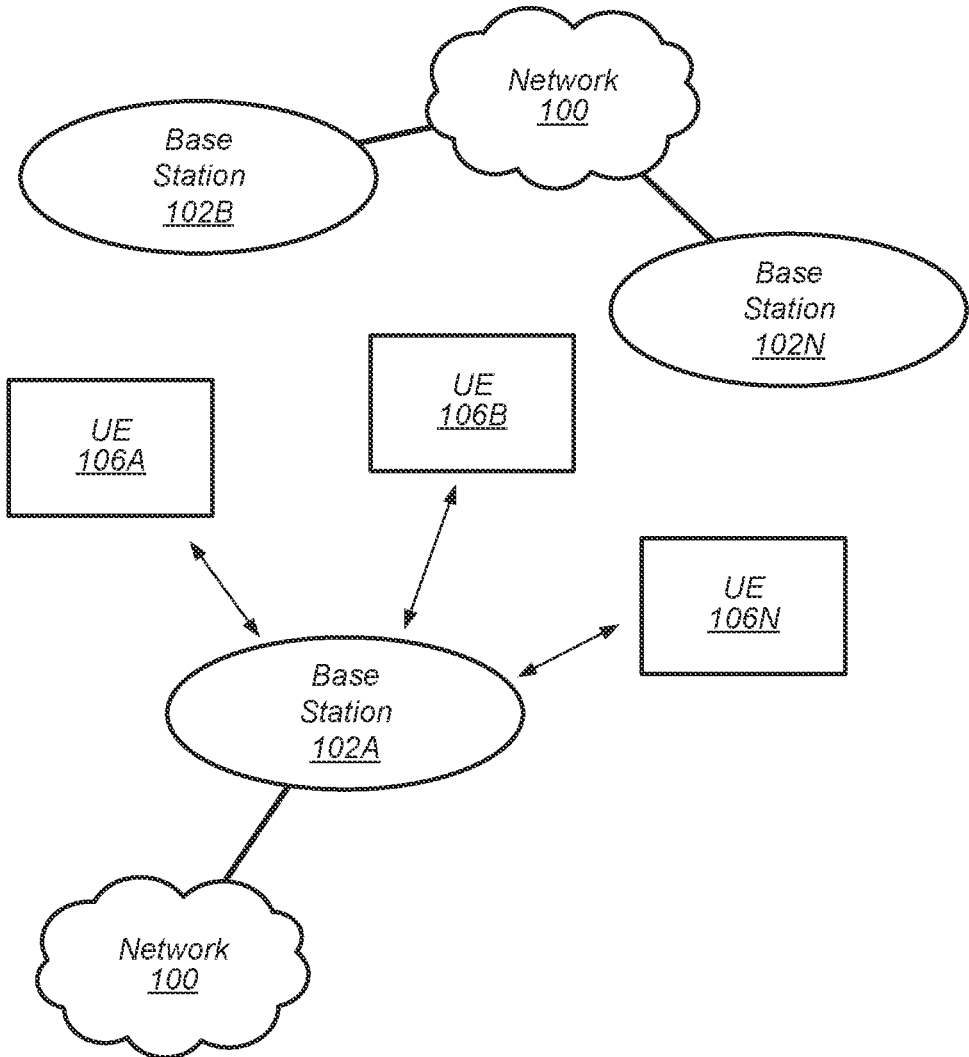 Network
100
Base
Station
102B
Base
Station
102N
UE
106B
UE
106A
UE
106N
Base
Station
102A
Network
100